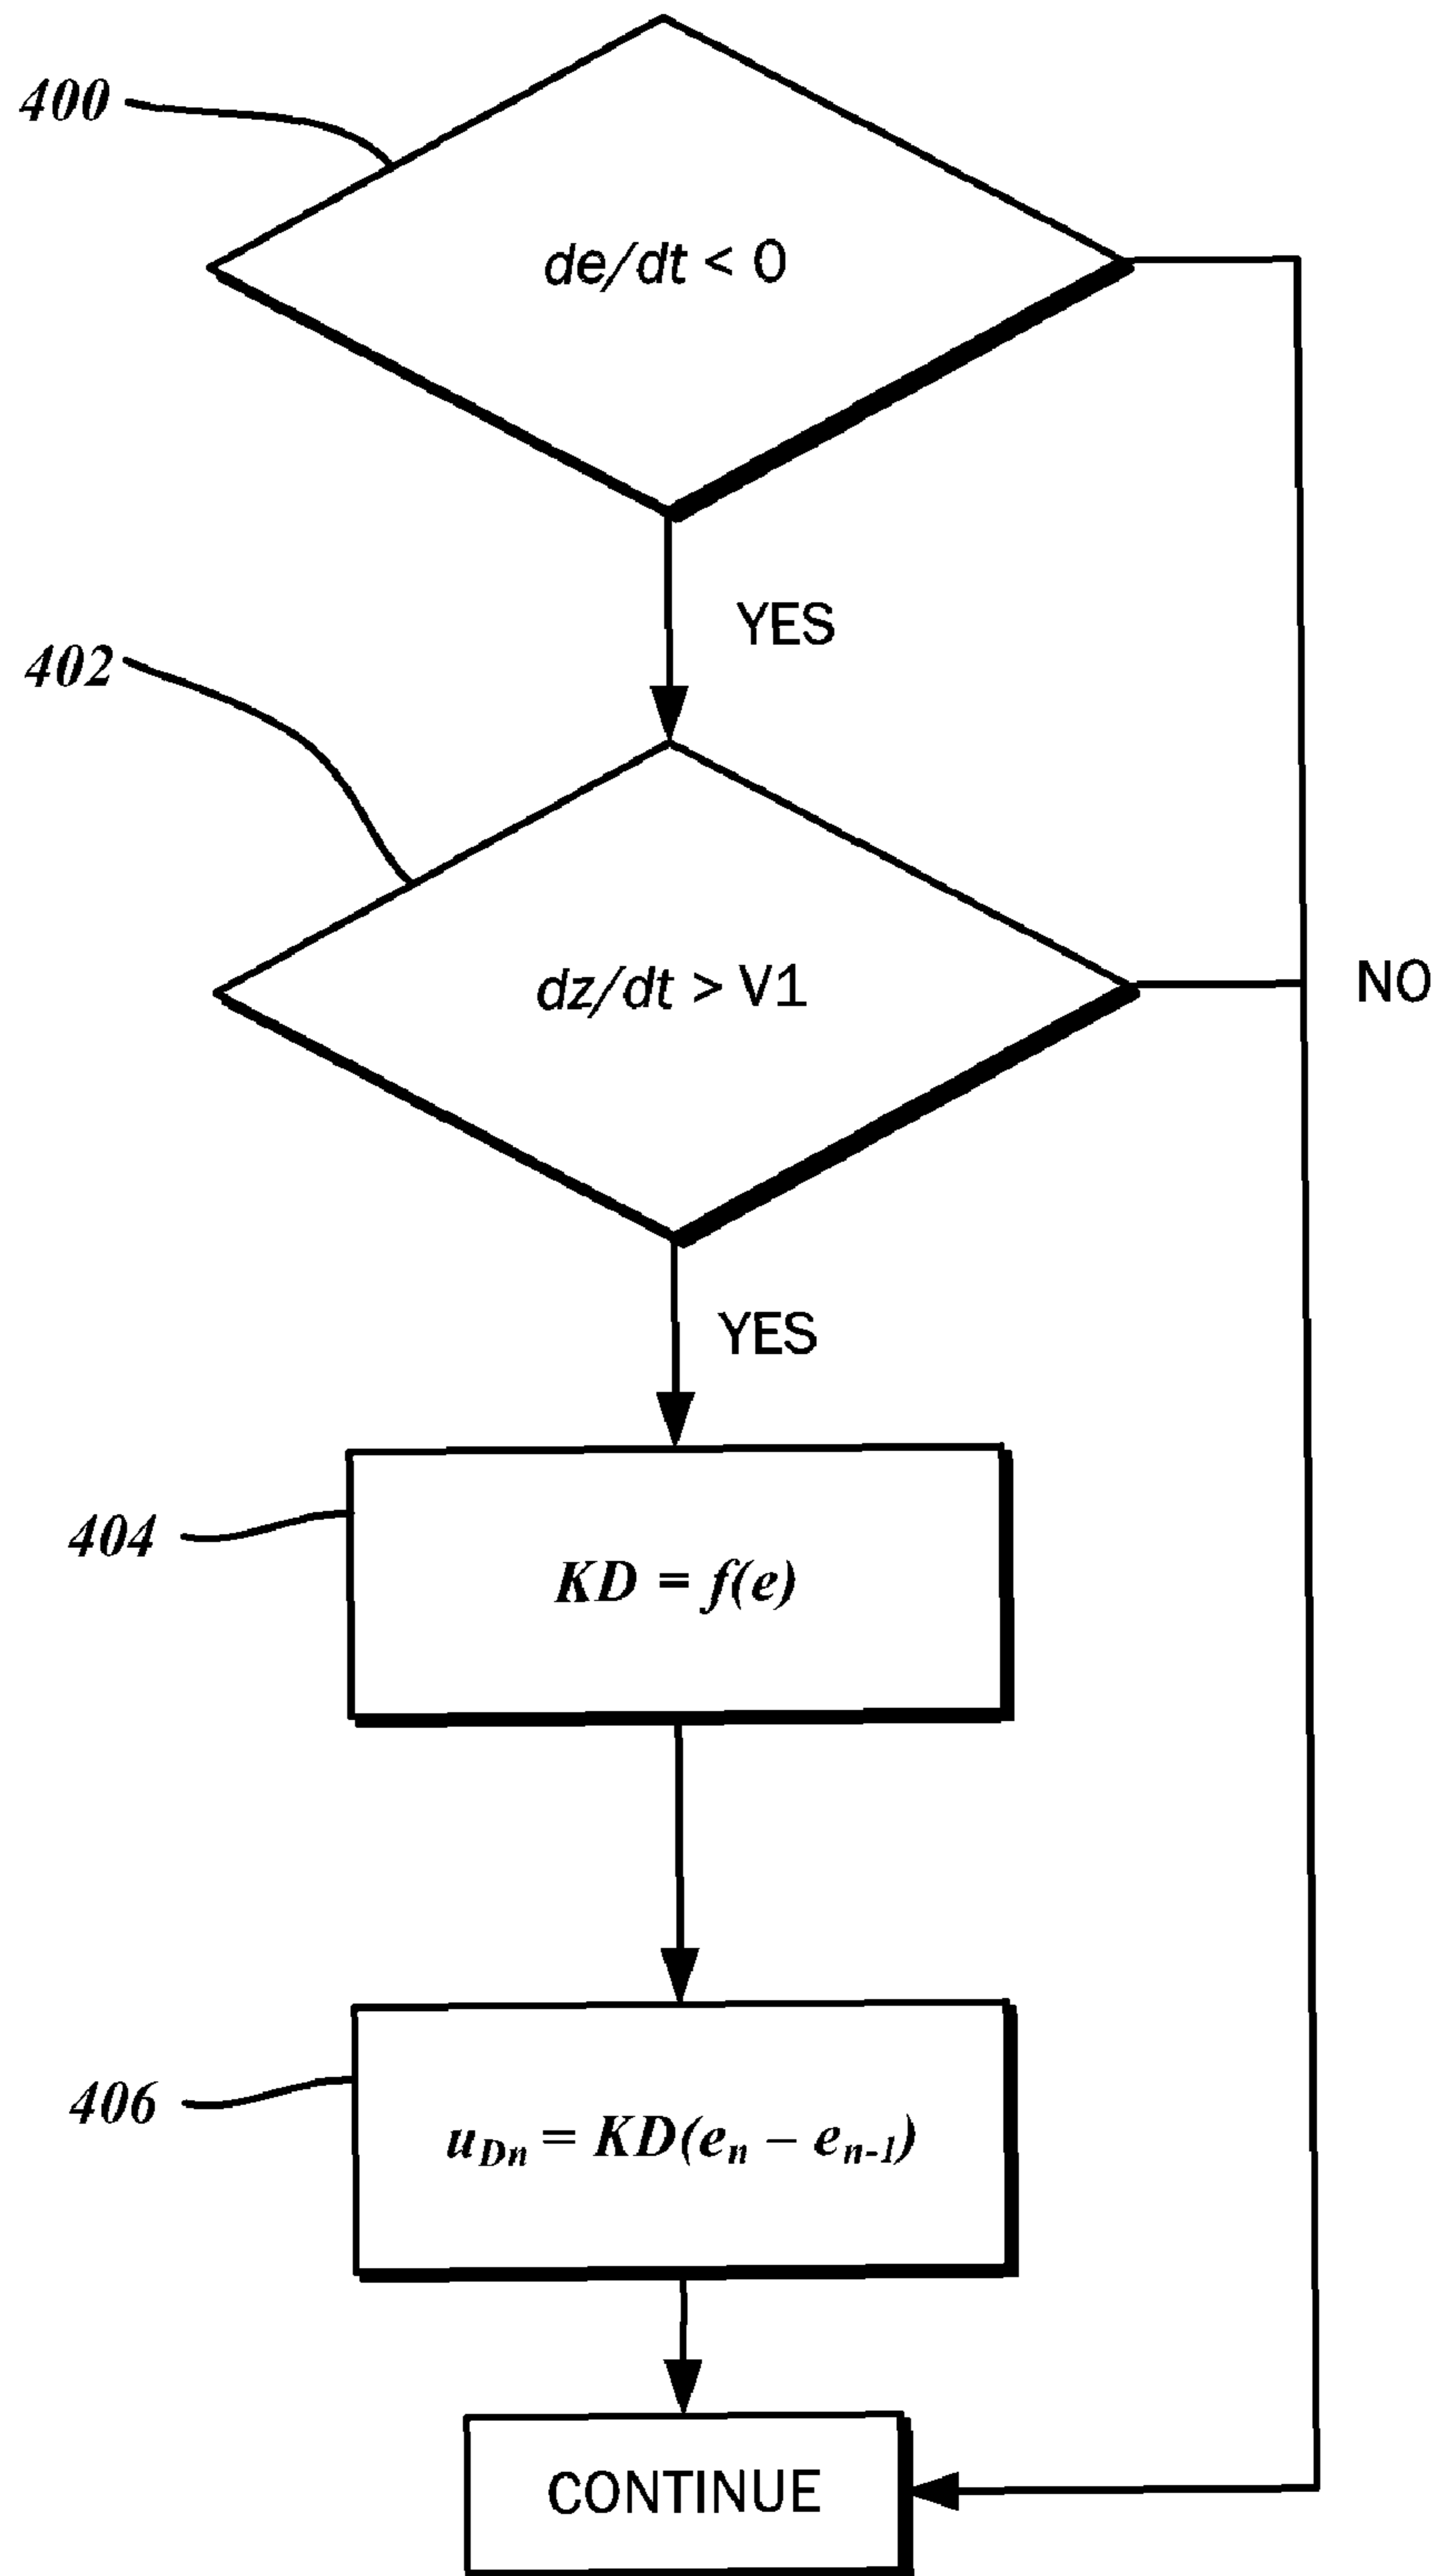 400
de/dt < 0
YES
402
dz/dt > V1
NO
YES
404
KD = f(e)
406
uDn = KD(en – en-1)
CONTINUE